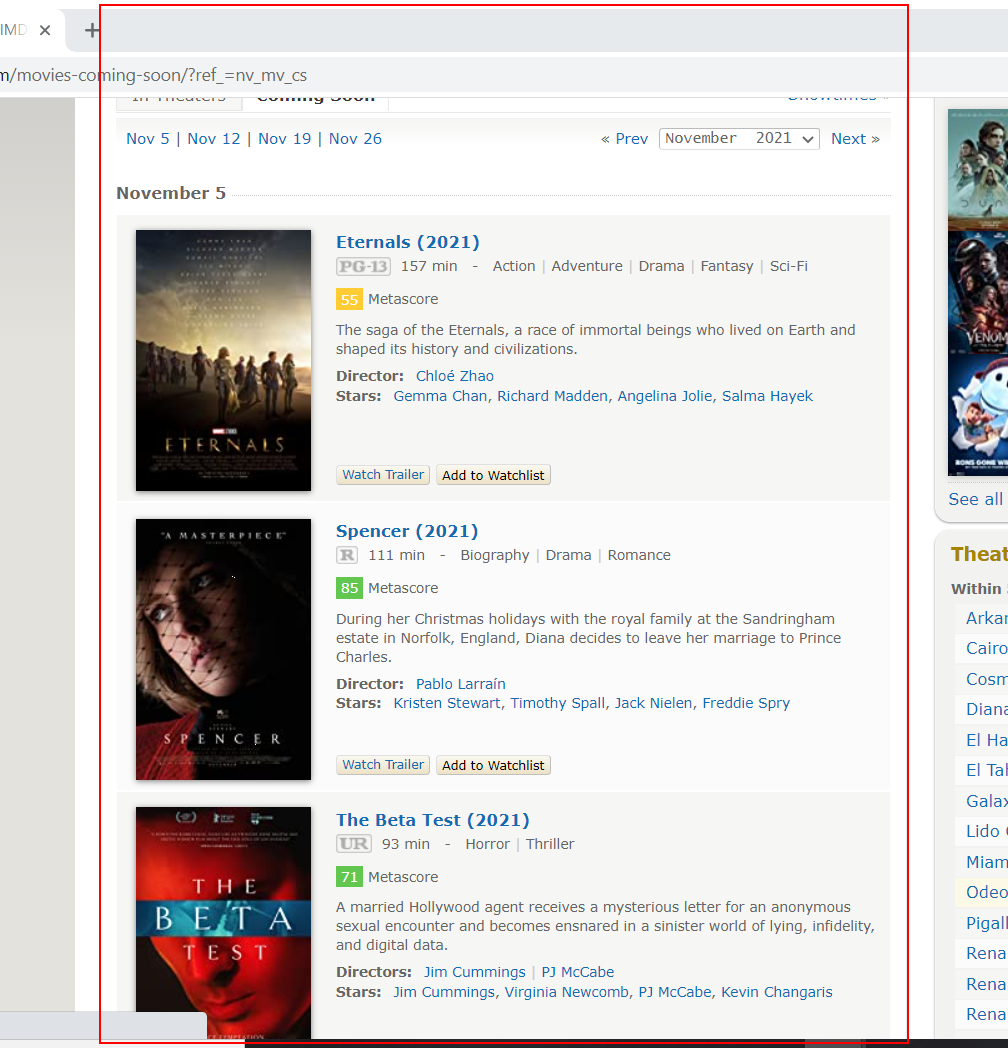 IMD
m/movies-coming-soon/?ref_=nv_mv_cs
In Theaters Coming Soon Showtimes »
Nov 5 | Nov 12 | Nov 19 | Nov 26 « Prev November 2021 Next »
November 5
Eternals (2021)
PG-13 157 min - Action | Adventure | Drama | Fantasy | Sci-Fi
55 Metascore
The saga of the Eternals, a race of immortal beings who lived on Earth and
shaped its history and civilizations.
Director: Chloé Zhao
Stars: Gemma Chan, Richard Madden, Angelina Jolie, Salma Hayek
Watch Trailer Add to Watchlist
ETERNALS
Spencer (2021)
R 111 min - Biography | Drama | Romance
85 Metascore
During her Christmas holidays with the royal family at the Sandringham
estate in Norfolk, England, Diana decides to leave her marriage to Prince
Charles.
Director: Pablo Larraín
Stars: Kristen Stewart, Timothy Spall, Jack Nielen, Freddie Spry
Watch Trailer Add to Watchlist
"A MASTERPIECE"
SPENCER
The Beta Test (2021)
UR 93 min - Horror | Thriller
71 Metascore
A married Hollywood agent receives a mysterious letter for an anonymous
sexual encounter and becomes ensnared in a sinister world of lying, infidelity,
and digital data.
Directors: Jim Cummings | PJ McCabe
Stars: Jim Cummings, Virginia Newcomb, PJ McCabe, Kevin Changaris
THE
BETA
TEST
VENOM
RONS GONE W
See all
Theat
Within
Arkan
Cairo
Cosm
Diana
El Ha
El Tah
Galax
Lido
Miam
Odeo
Pigall
Rena
Rena
Rena